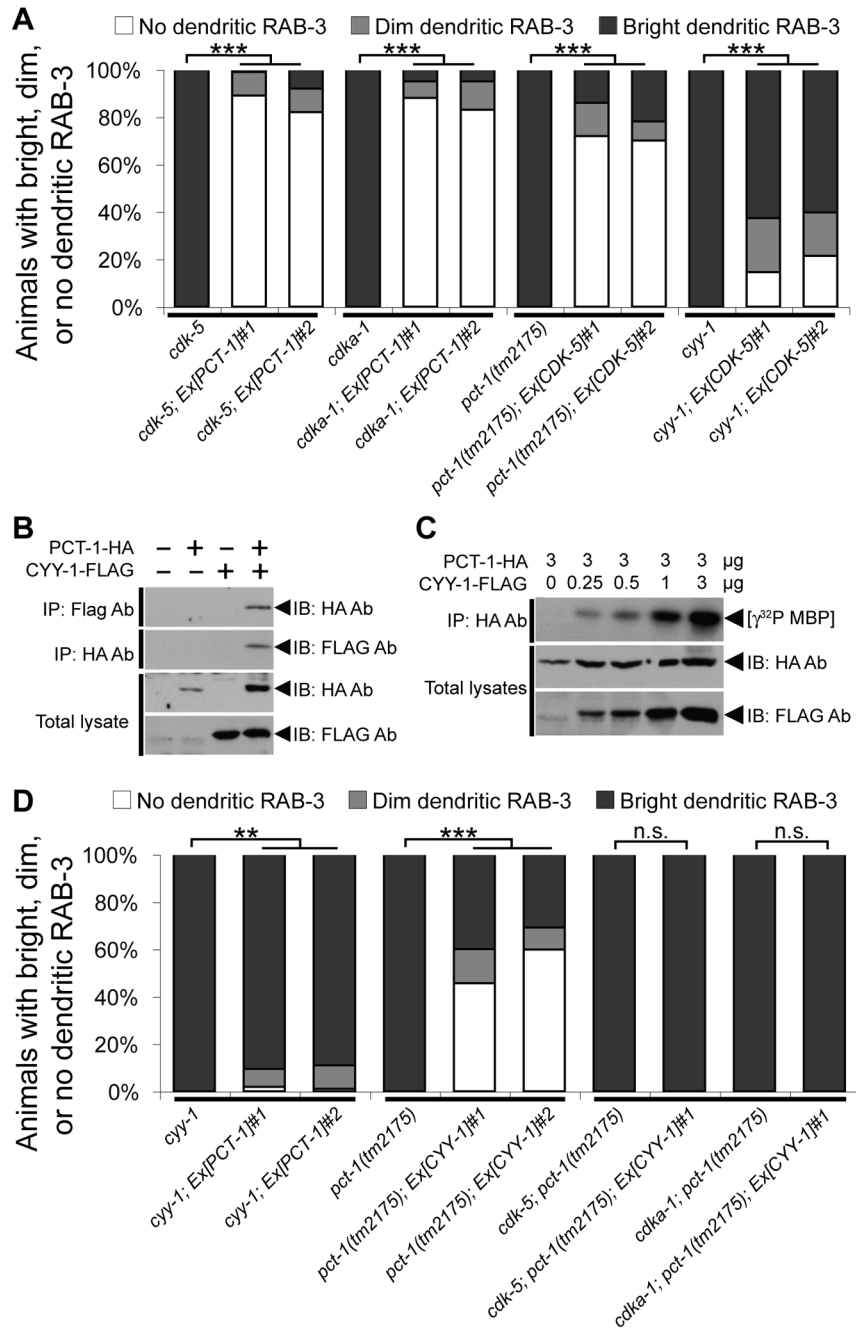 A
No dendritic RAB-3 Dim dendritic RAB-3 Bright dendritic RAB-3
Animals with bright, dim,
or no dendritic RAB-3
*** *** *** ***
100%
80%
60%
40%
20%
0%
cdk-5
cdk-5; Ex[PCT-1]#1
cdk-5; Ex[PCT-1]#2
cdka-1
cdka-1; Ex[PCT-1]#1
cdka-1; Ex[PCT-1]#2
pct-1(tm2175)
pct-1(tm2175); Ex[CDK-5]#1
pct-1(tm2175); Ex[CDK-5]#2
cyy-1
cyy-1; Ex[CDK-5]#1
cyy-1; Ex[CDK-5]#2
B
PCT-1-HA – + – +
CYY-1-FLAG – – + +
IP: Flag Ab IB: HA Ab
IP: HA Ab IB: FLAG Ab
Total lysate IB: HA Ab
IB: FLAG Ab
C
PCT-1-HA 3 3 3 3 3 µg
CYY-1-FLAG 0 0.25 0.5 1 3 µg
IP: HA Ab [γ³²P MBP]
Total lysates IB: HA Ab
IB: FLAG Ab
D
No dendritic RAB-3 Dim dendritic RAB-3 Bright dendritic RAB-3
Animals with bright, dim,
or no dendritic RAB-3
** *** n.s. n.s.
100%
80%
60%
40%
20%
0%
cyy-1
cyy-1; Ex[PCT-1]#1
cyy-1; Ex[PCT-1]#2
pct-1(tm2175)
pct-1(tm2175); Ex[CYY-1]#1
pct-1(tm2175); Ex[CYY-1]#2
cdk-5; pct-1(tm2175)
cdk-5; pct-1(tm2175); Ex[CYY-1]#1
cdka-1; pct-1(tm2175)
cdka-1; pct-1(tm2175); Ex[CYY-1]#1